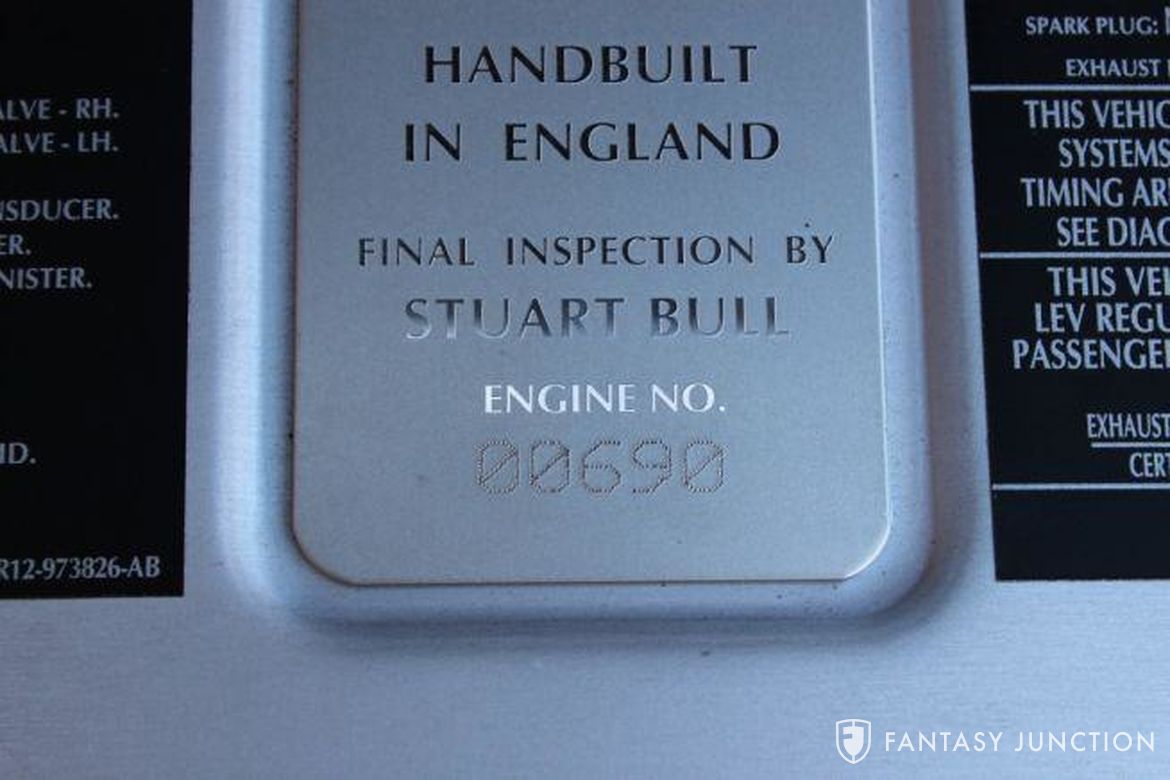 ALVE - RH.
ALVE - LH.
NSDUCER.
ER.
NISTER.
ID.
R12-973826-AB
HANDBUILT
IN ENGLAND
FINAL INSPECTION BY
STUART BULL
ENGINE NO.
00690
SPARK PLUG:
EXHAUST
THIS VEHIC
SYSTEMS
TIMING AR
SEE DIAG
THIS VEH
LEV REGU
PASSENGE
EXHAUST
CERT
FANTASY JUNCTION